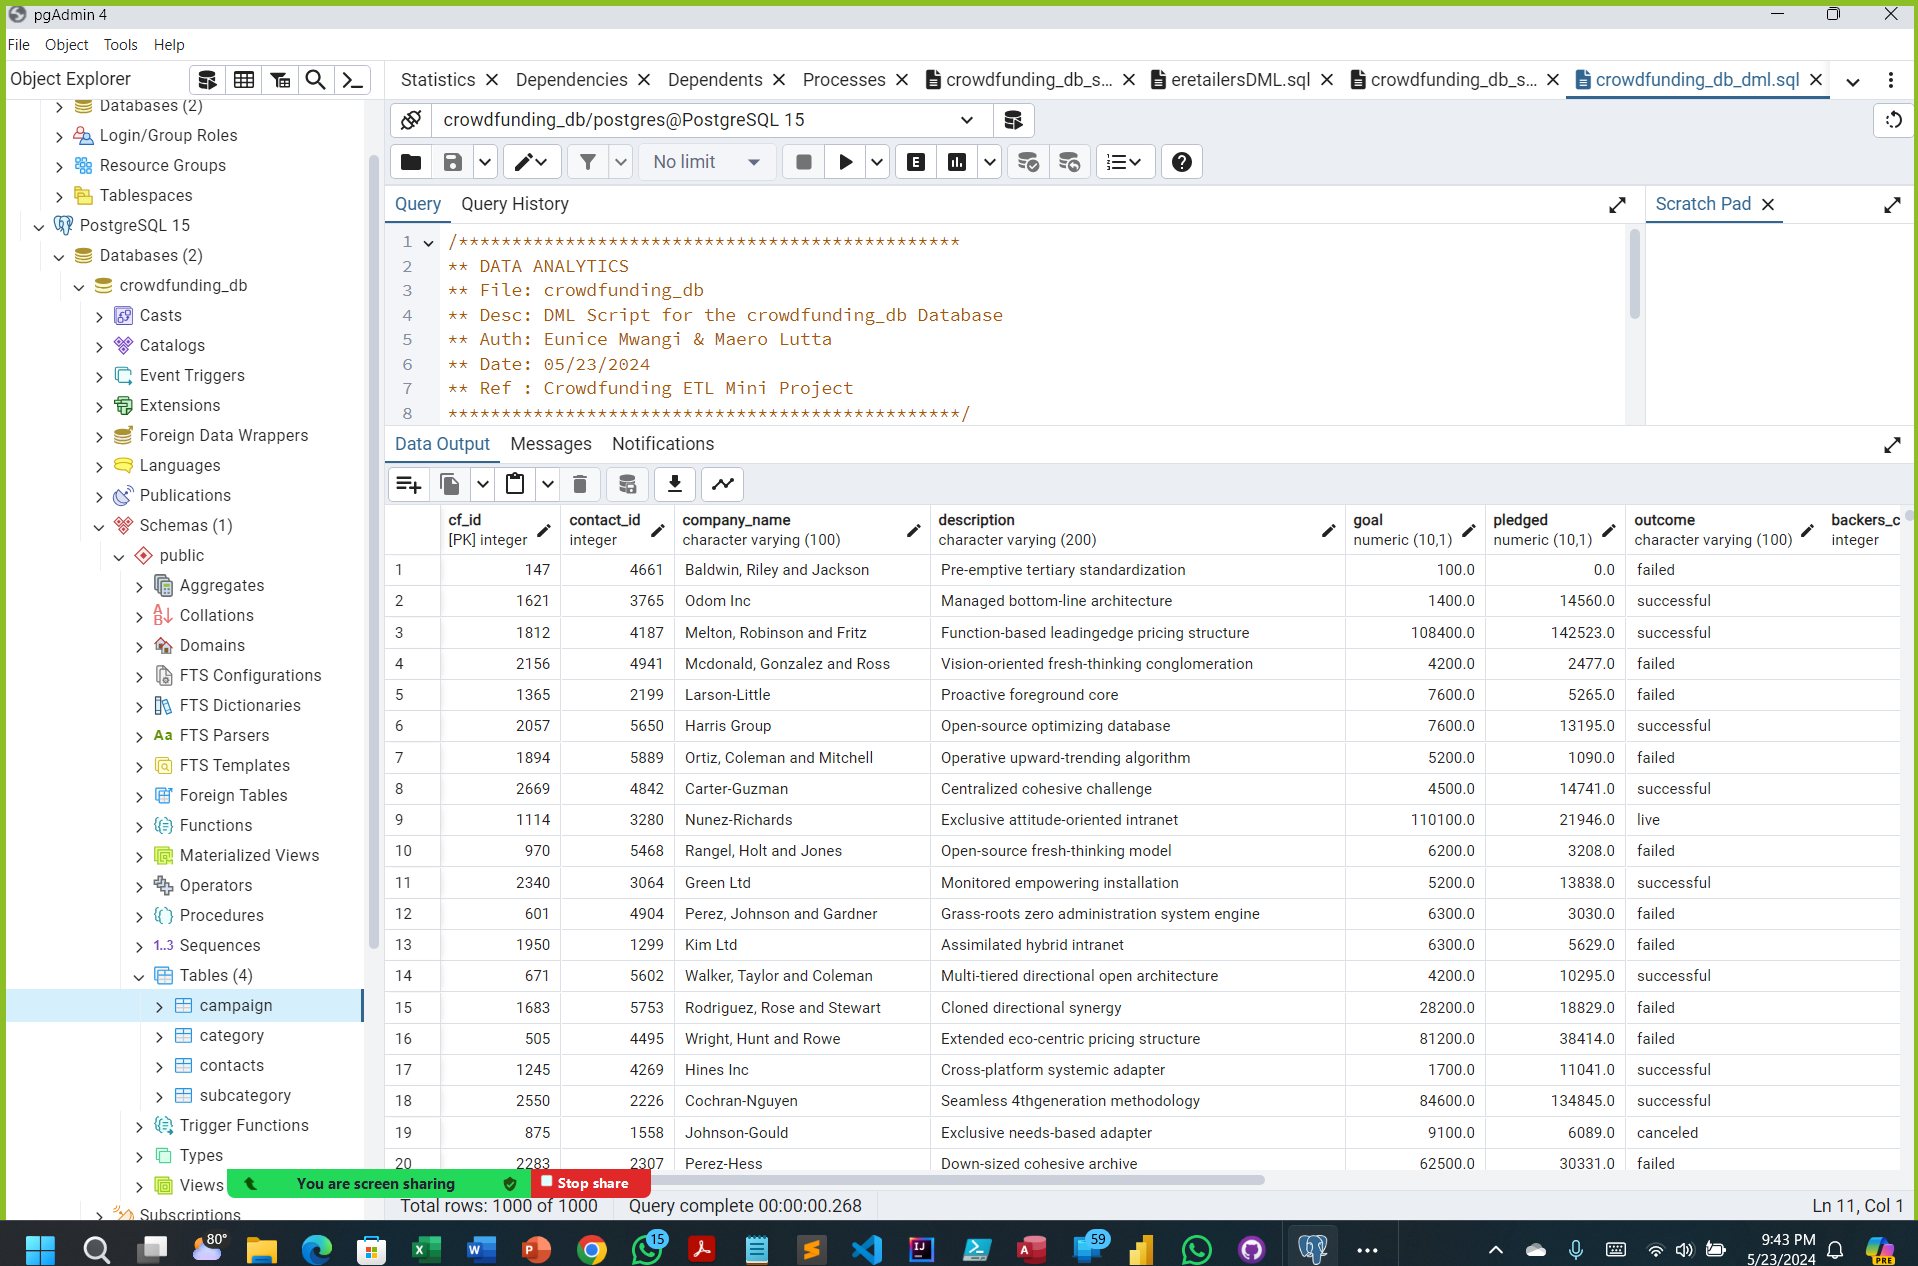 pgAdmin 4
File Object Tools Help
Object Explorer
Statistics Dependencies Dependents Processes crowdfunding_db_s... eretailersDML.sql crowdfunding_db_s... crowdfunding_db_dml.sql
Databases (2)
Login/Group Roles
Resource Groups
Tablespaces
PostgreSQL 15
Databases (2)
crowdfunding_db
Casts
Catalogs
Event Triggers
Extensions
Foreign Data Wrappers
Languages
Publications
Schemas (1)
public
Aggregates
Collations
Domains
FTS Configurations
FTS Dictionaries
Aa FTS Parsers
FTS Templates
Foreign Tables
Functions
Materialized Views
Operators
Procedures
1..3 Sequences
Tables (4)
campaign
category
contacts
subcategory
Trigger Functions
Types
Views
Subscriptions
crowdfunding_db/postgres@PostgreSQL 15
No limit
E
Query Query History
Scratch Pad
1 /***********************************************
2 ** DATA ANALYTICS
3 ** File: crowdfunding_db
4 ** Desc: DML Script for the crowdfunding_db Database
5 ** Auth: Eunice Mwangi & Maero Lutta
6 ** Date: 05/23/2024
7 ** Ref : Crowdfunding ETL Mini Project
8 ************************************************/
Data Output Messages Notifications
cf_id contact_id company_name description goal pledged outcome backers_c
[PK] integer integer character varying (100) character varying (200) numeric (10,1) numeric (10,1) character varying (100) integer
1 147 4661 Baldwin, Riley and Jackson Pre-emptive tertiary standardization 100.0 0.0 failed
2 1621 3765 Odom Inc Managed bottom-line architecture 1400.0 14560.0 successful
3 1812 4187 Melton, Robinson and Fritz Function-based leadingedge pricing structure 108400.0 142523.0 successful
4 2156 4941 Mcdonald, Gonzalez and Ross Vision-oriented fresh-thinking conglomeration 4200.0 2477.0 failed
5 1365 2199 Larson-Little Proactive foreground core 7600.0 5265.0 failed
6 2057 5650 Harris Group Open-source optimizing database 7600.0 13195.0 successful
7 1894 5889 Ortiz, Coleman and Mitchell Operative upward-trending algorithm 5200.0 1090.0 failed
8 2669 4842 Carter-Guzman Centralized cohesive challenge 4500.0 14741.0 successful
9 1114 3280 Nunez-Richards Exclusive attitude-oriented intranet 110100.0 21946.0 live
10 970 5468 Rangel, Holt and Jones Open-source fresh-thinking model 6200.0 3208.0 failed
11 2340 3064 Green Ltd Monitored empowering installation 5200.0 13838.0 successful
12 601 4904 Perez, Johnson and Gardner Grass-roots zero administration system engine 6300.0 3030.0 failed
13 1950 1299 Kim Ltd Assimilated hybrid intranet 6300.0 5629.0 failed
14 671 5602 Walker, Taylor and Coleman Multi-tiered directional open architecture 4200.0 10295.0 successful
15 1683 5753 Rodriguez, Rose and Stewart Cloned directional synergy 28200.0 18829.0 failed
16 505 4495 Wright, Hunt and Rowe Extended eco-centric pricing structure 81200.0 38414.0 failed
17 1245 4269 Hines Inc Cross-platform systemic adapter 1700.0 11041.0 successful
18 2550 2226 Cochran-Nguyen Seamless 4thgeneration methodology 84600.0 134845.0 successful
19 875 1558 Johnson-Gould Exclusive needs-based adapter 9100.0 6089.0 canceled
20 2283 2307 Perez-Hess Down-sized cohesive archive 62500.0 30331.0 failed
You are screen sharing Stop share
Total rows: 1000 of 1000 Query complete 00:00:00.268 Ln 11, Col 1
80° 15 59
9:43 PM
5/23/2024
PRE